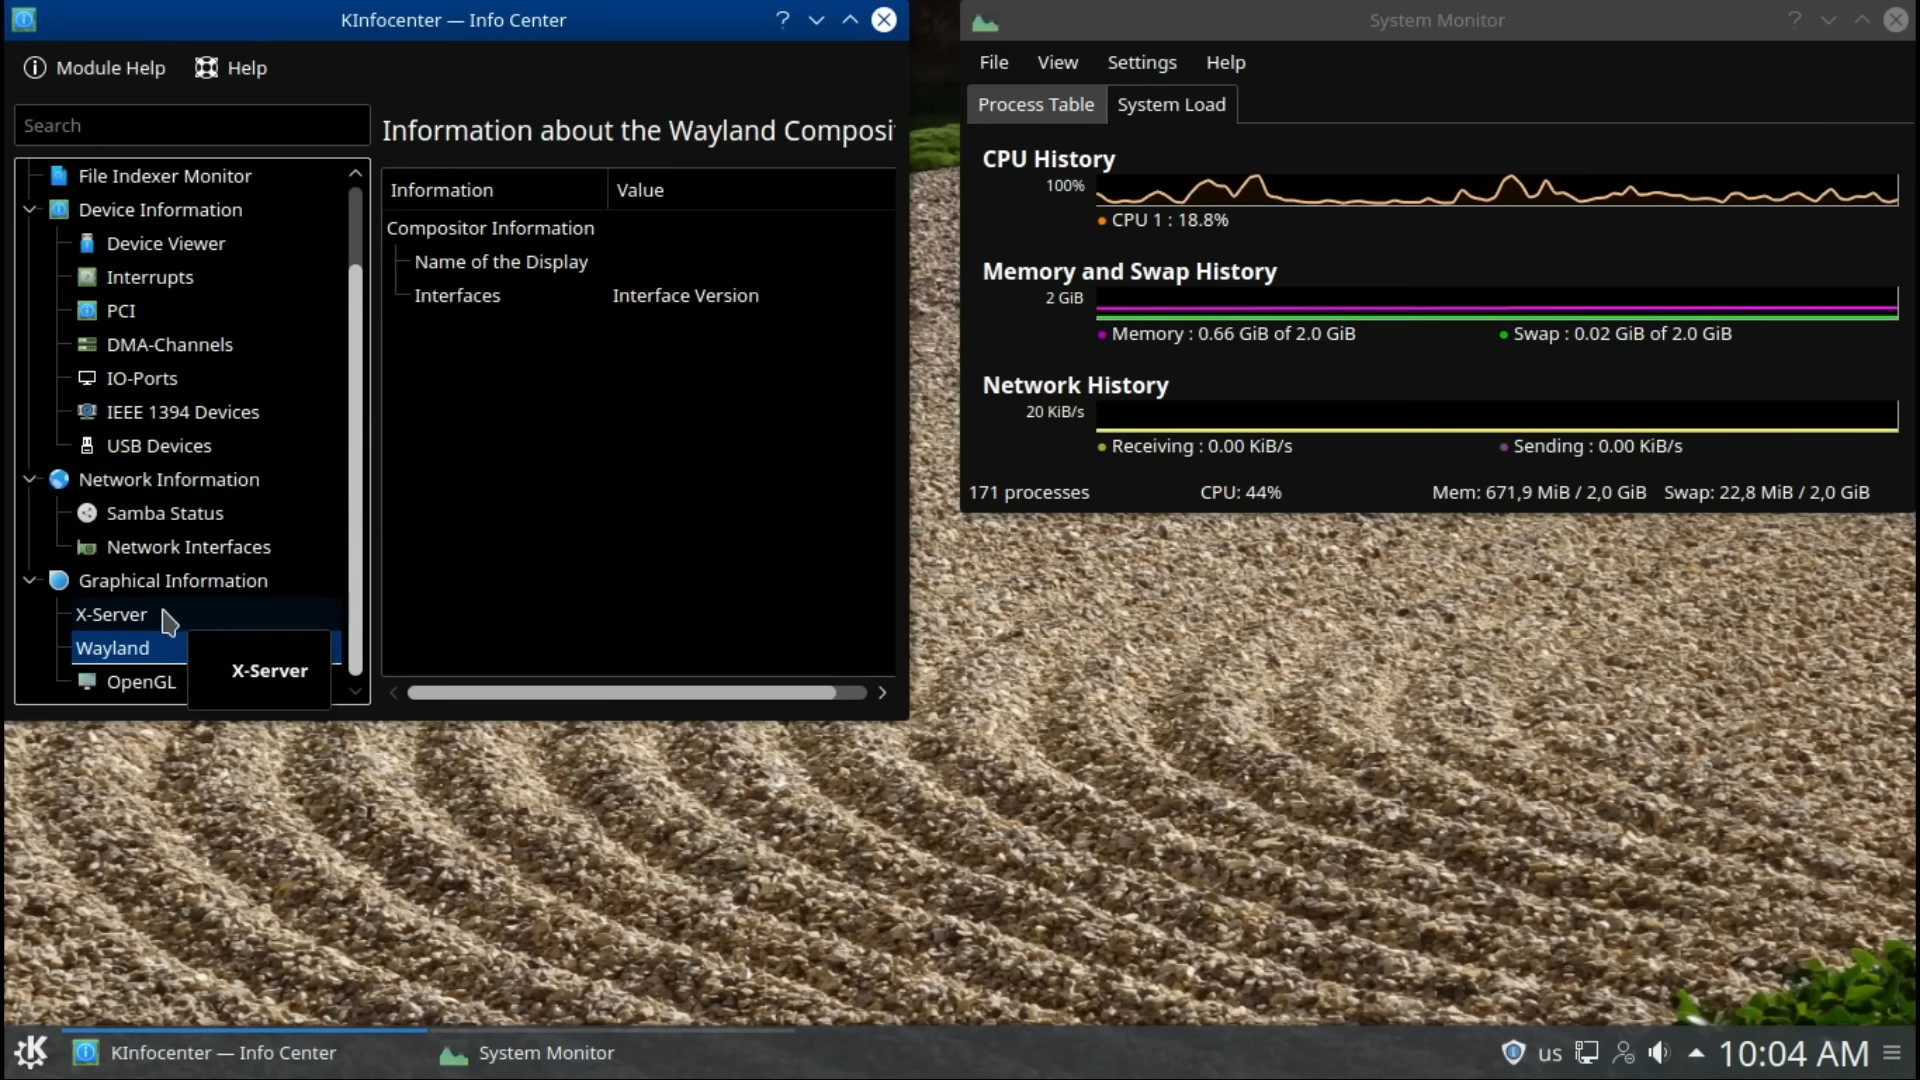 KInfocenter — Info Center
Module Help
Help
Search
File Indexer Monitor
Device Information
Device Viewer
Interrupts
PCI
DMA-Channels
IO-Ports
IEEE 1394 Devices
USB Devices
Network Information
Samba Status
Network Interfaces
Graphical Information
X-Server
Wayland
OpenGL
X-Server
Information about the Wayland Composi
Information Value
Compositor Information
Name of the Display
Interfaces Interface Version
System Monitor
File View Settings Help
Process Table System Load
CPU History
100%
CPU 1 : 18.8%
Memory and Swap History
2 GiB
Memory : 0.66 GiB of 2.0 GiB Swap : 0.02 GiB of 2.0 GiB
Network History
20 KiB/s
Receiving : 0.00 KiB/s Sending : 0.00 KiB/s
171 processes CPU: 44% Mem: 671,9 MiB / 2,0 GiB Swap: 22,8 MiB / 2,0 GiB
KInfocenter — Info Center System Monitor us 10:04 AM